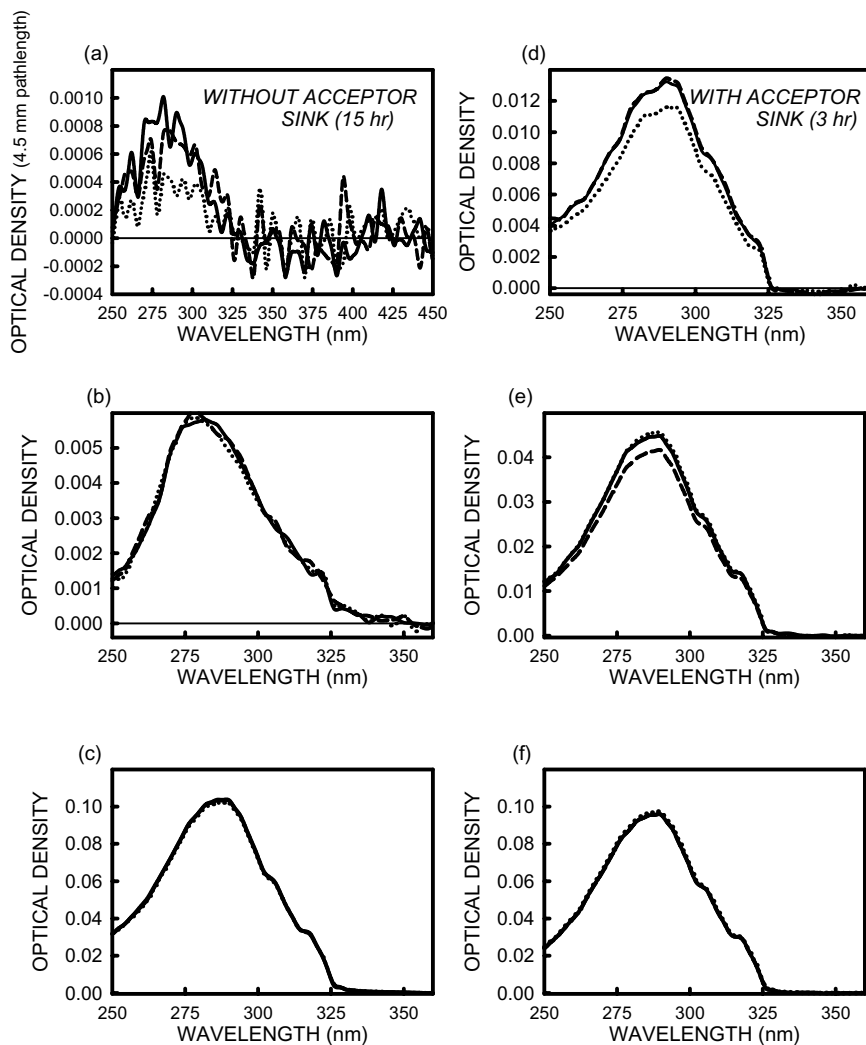 (a)
OPTICAL DENSITY (4.5 mm pathlength)
0.0010
0.0008
0.0006
0.0004
0.0002
0.0000
-0.0002
-0.0004
WITHOUT ACCEPTOR
SINK (15 hr)
250 275 300 325 350 375 400 425 450
WAVELENGTH (nm)
(d)
OPTICAL DENSITY
0.012
0.010
0.008
0.006
0.004
0.002
0.000
WITH ACCEPTOR
SINK (3 hr)
250 275 300 325 350
WAVELENGTH (nm)
(b)
OPTICAL DENSITY
0.005
0.004
0.003
0.002
0.001
0.000
250 275 300 325 350
WAVELENGTH (nm)
(e)
OPTICAL DENSITY
0.04
0.03
0.02
0.01
0.00
250 275 300 325 350
WAVELENGTH (nm)
(c)
OPTICAL DENSITY
0.10
0.08
0.06
0.04
0.02
0.00
250 275 300 325 350
WAVELENGTH (nm)
(f)
OPTICAL DENSITY
0.10
0.08
0.06
0.04
0.02
0.00
250 275 300 325 350
WAVELENGTH (nm)